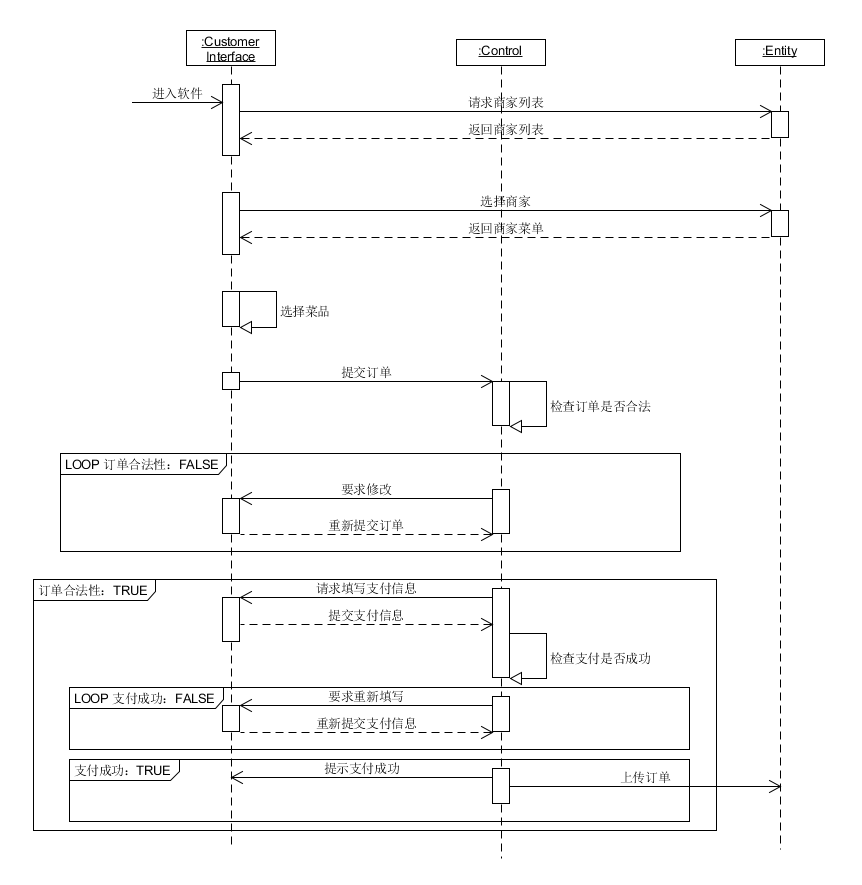 :Customer
Interface
:Control
:Entity
进入软件
请求商家列表
返回商家列表
选择商家
返回商家菜单
选择菜品
提交订单
检查订单是否合法
LOOP 订单合法性：FALSE
要求修改
重新提交订单
订单合法性：TRUE
请求填写支付信息
提交支付信息
检查支付是否成功
LOOP 支付成功：FALSE
要求重新填写
重新提交支付信息
支付成功：TRUE
提示支付成功
上传订单